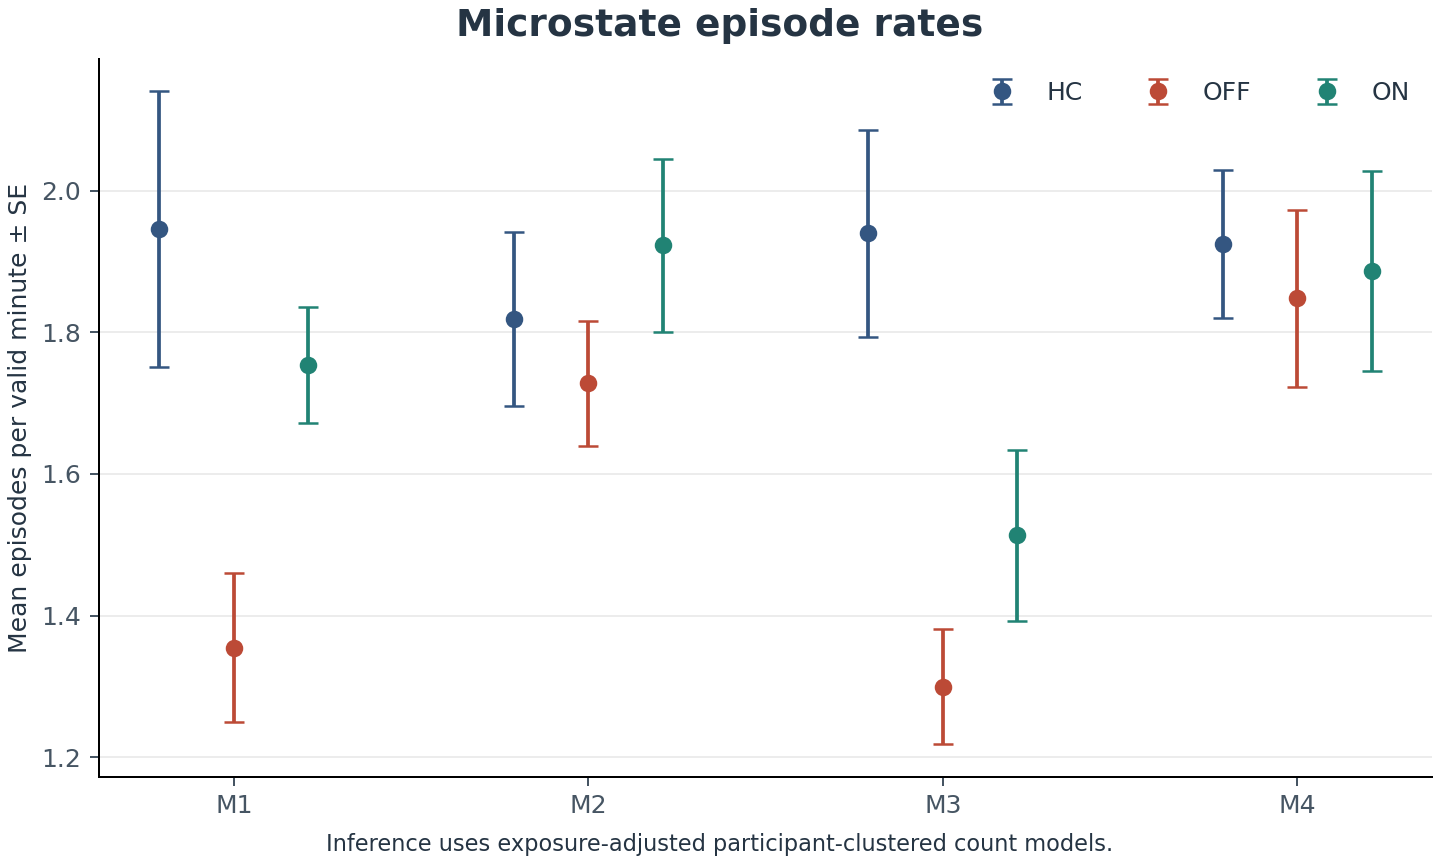 Microstate episode rates
HC OFF ON
Mean episodes per valid minute ± SE
2.0
1.8
1.6
1.4
1.2
M1 M2 M3 M4
Inference uses exposure-adjusted participant-clustered count models.